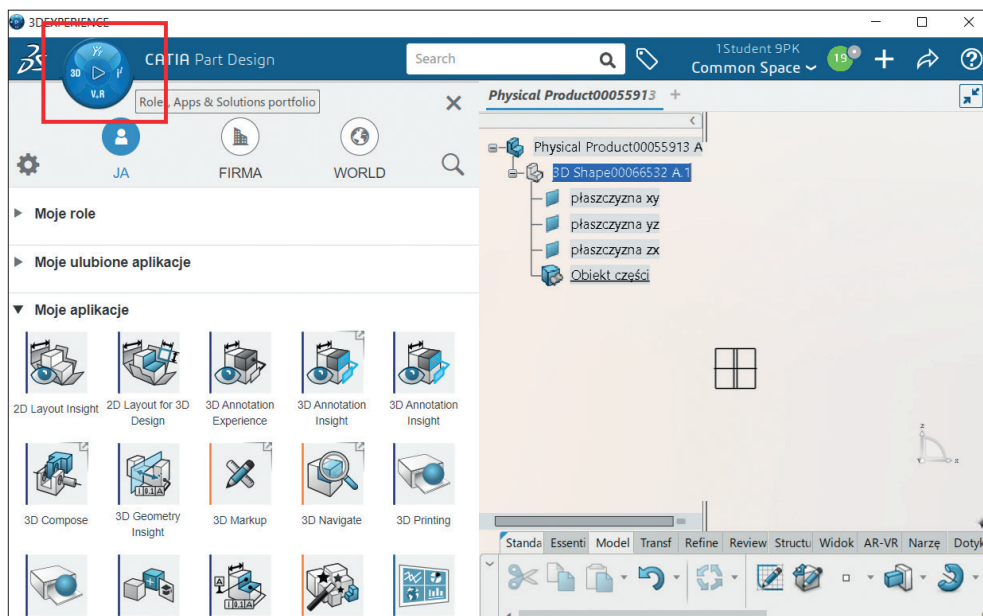 3DEXPERIENCE
3D
V.R
CATIA Part Design
Search
1Student 9PK
Common Space
19
Roles, Apps & Solutions portfolio
JA
FIRMA
WORLD
Moje role
Moje ulubione aplikacje
Moje aplikacje
2D Layout Insight
2D Layout for 3D
Design
3D Annotation
Experience
3D Annotation
Insight
3D Annotation
Insight
3D Compose
3D Geometry
Insight
3D Markup
3D Navigate
3D Printing
Physical Product00055913
Physical Product00055913 A
3D Shape00066532 A.1
płaszczyzna xy
płaszczyzna yz
płaszczyzna zx
Obiekt części
z
x
Standa Essenti Model Transf Refine Review Structu Widok AR-VR Narzę Dotyk